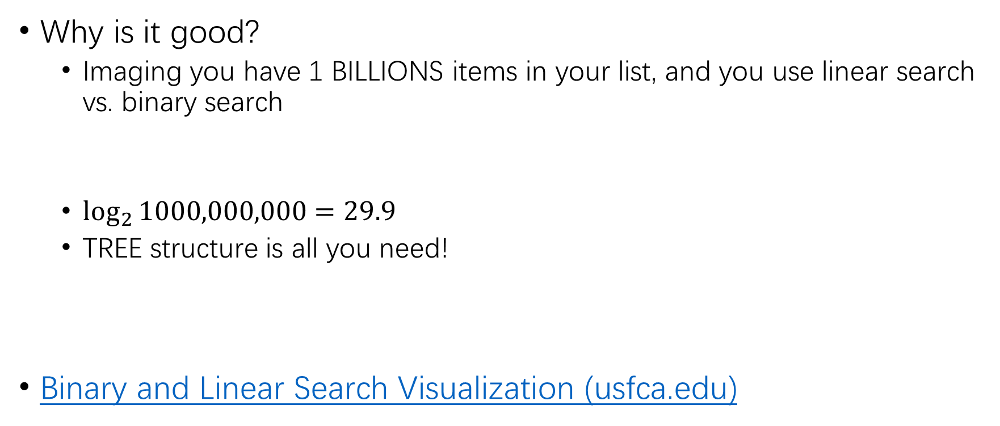 • Why is it good?
• Imaging you have 1 BILLIONS items in your list, and you use linear search
vs. binary search
• log₂ 1000,000,000 = 29.9
• TREE structure is all you need!
• Binary and Linear Search Visualization (usfca.edu)